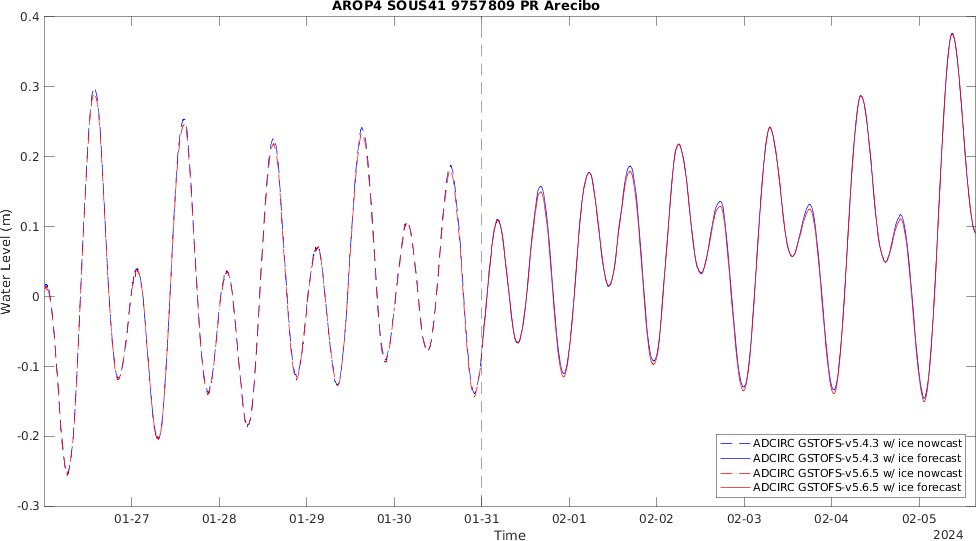 AROP4 SOUS41 9757809 PR Arecibo
0.4
0.3
0.2
0.1
0
-0.1
-0.2
-0.3
Water Level (m)
01-27 01-28 01-29 01-30 01-31 02-01 02-02 02-03 02-04 02-05
Time
2024
ADCIRC GSTOFS-v5.4.3 w/ ice nowcast
ADCIRC GSTOFS-v5.4.3 w/ ice forecast
ADCIRC GSTOFS-v5.6.5 w/ ice nowcast
ADCIRC GSTOFS-v5.6.5 w/ ice forecast